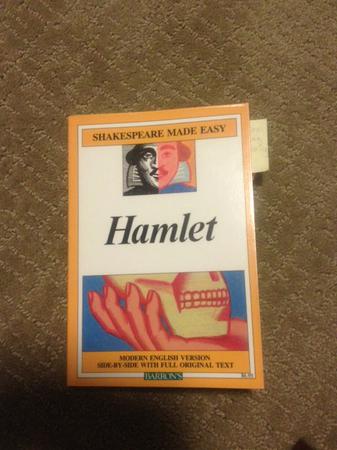 SHAKESPEARE MADE EASY
Hamlet
MODERN ENGLISH VERSION
SIDE-BY-SIDE WITH FULL ORIGINAL TEXT
BARRON'S